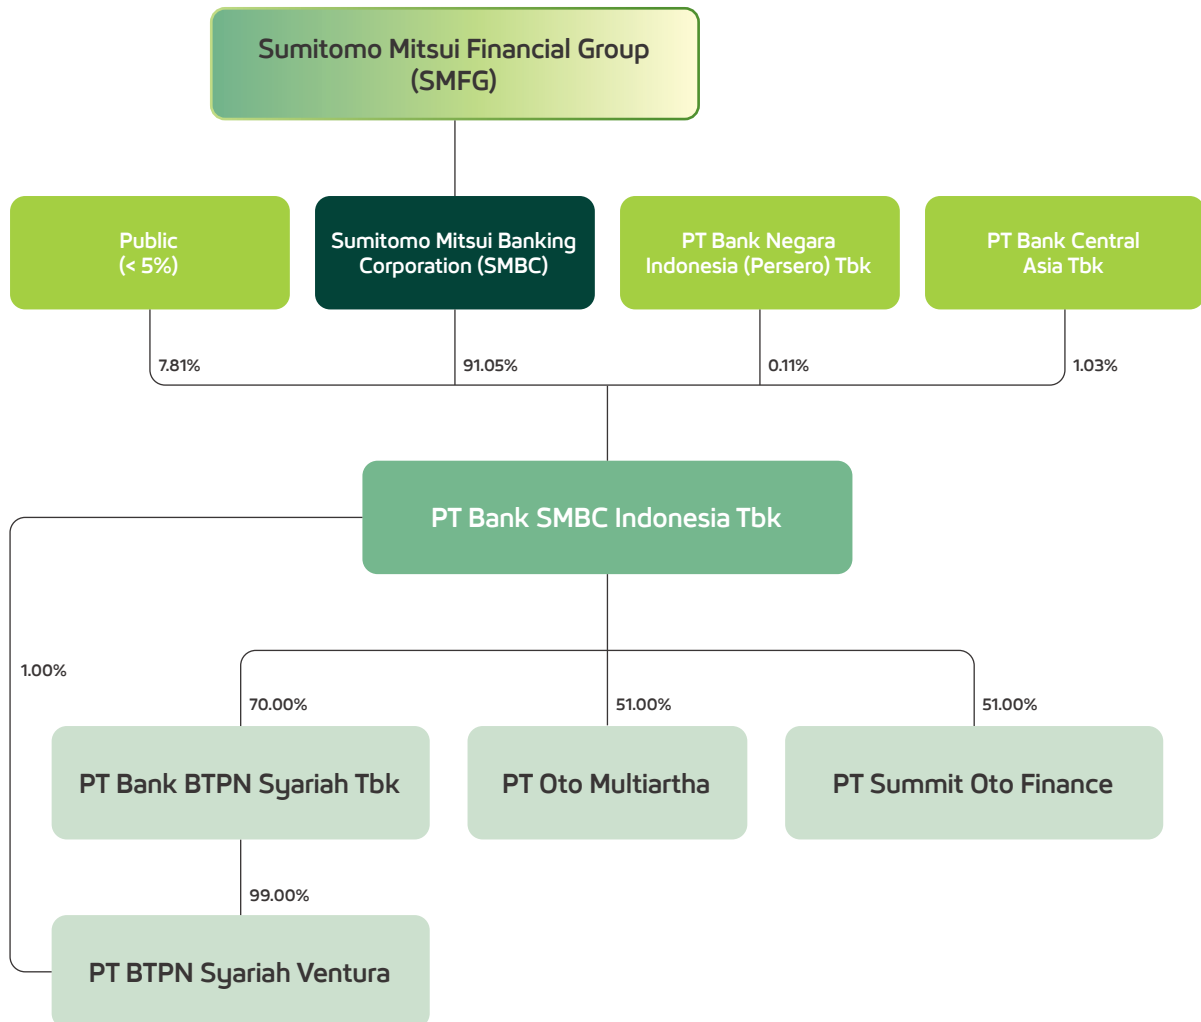 Sumitomo Mitsui Financial Group
(SMFG)
Public
(< 5%)
Sumitomo Mitsui Banking
Corporation (SMBC)
PT Bank Negara
Indonesia (Persero) Tbk
PT Bank Central
Asia Tbk
7.81%
91.05%
0.11%
1.03%
PT Bank SMBC Indonesia Tbk
1.00%
70.00%
51.00%
51.00%
PT Bank BTPN Syariah Tbk
PT Oto Multiartha
PT Summit Oto Finance
99.00%
PT BTPN Syariah Ventura